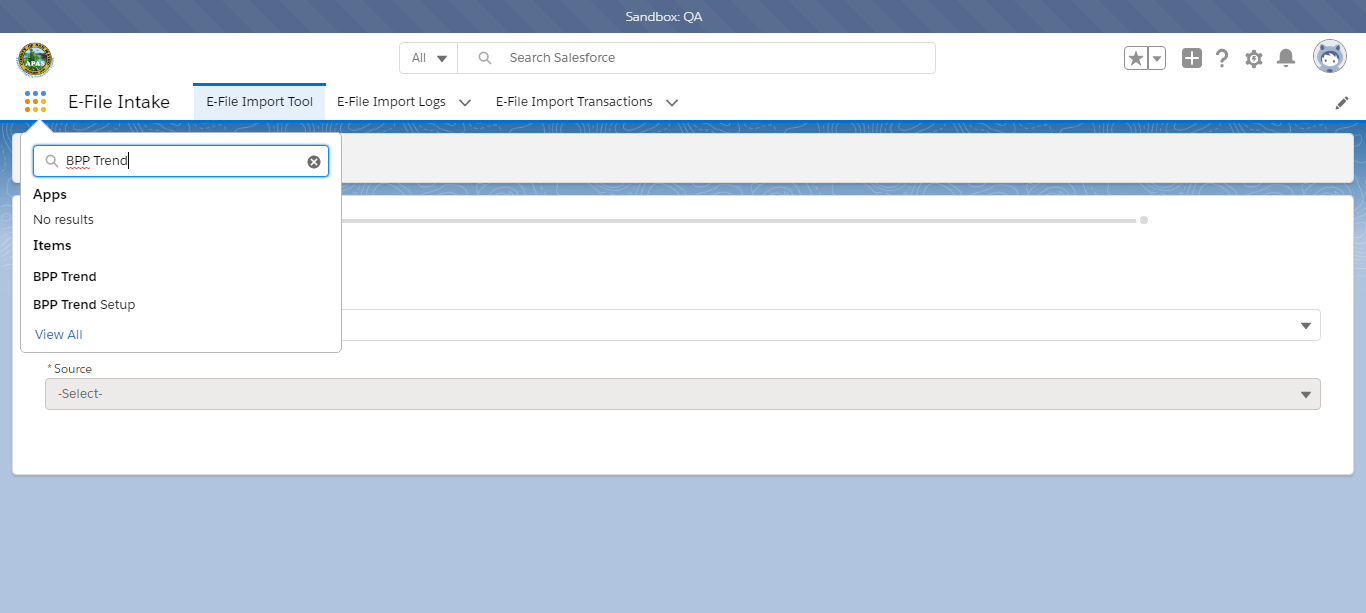 Sandbox: QA
All
Search Salesforce
E-File Intake
E-File Import Tool
E-File Import Logs
E-File Import Transactions
BPP Trend
Apps
No results
Items
BPP Trend
BPP Trend Setup
View All
*Source
-Select-